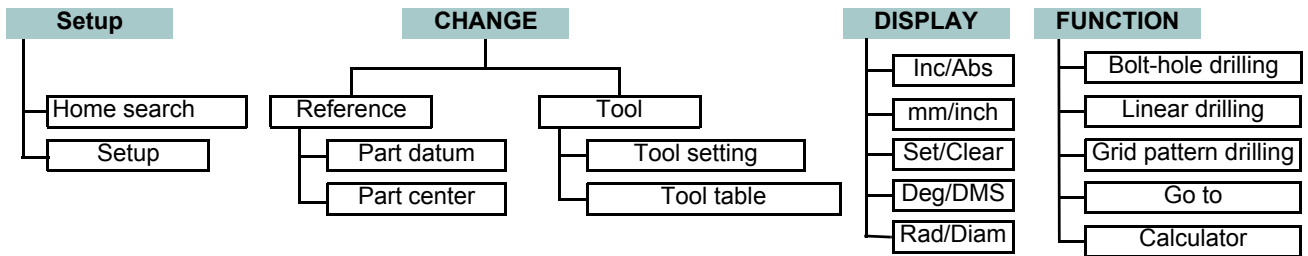 Setup
Home search
Setup
CHANGE
Reference
Part datum
Part center
Tool
Tool setting
Tool table
DISPLAY
Inc/Abs
mm/inch
Set/Clear
Deg/DMS
Rad/Diam
FUNCTION
Bolt-hole drilling
Linear drilling
Grid pattern drilling
Go to
Calculator